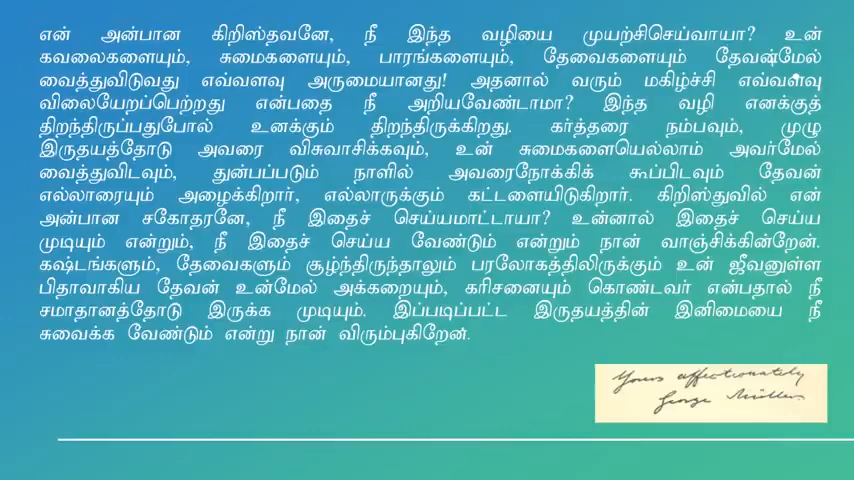 என் அன்பான கிறிஸ்தவனே, நீ இந்த வழியை முயற்சிசெய்வாயா? உன்
கவலைகளையும், சுமைகளையும், பாரங்களையும், தேவைகளையும் தேவன்மேல்
வைத்துவிடுவது எவ்வளவு அருமையானது! அதனால் வரும் மகிழ்ச்சி எவ்வளவு
விலையேறப்பெற்றது என்பதை நீ அறியவேண்டாமா? இந்த வழி எனக்குத்
திறந்திருப்பதுபோல் உனக்கும் திறந்திருக்கிறது. கர்த்தரை நம்பவும், முழு
இருதயத்தோடு அவரை விசுவாசிக்கவும், உன் சுமைகளையெல்லாம் அவர்மேல்
வைத்துவிடவும், துன்பப்படும் நாளில் அவரைநோக்கிக் கூப்பிடவும் தேவன்
எல்லாரையும் அழைக்கிறார், எல்லாருக்கும் கட்டளையிடுகிறார். கிறிஸ்துவில் என்
அன்பான சகோதரனே, நீ இதைச் செய்யமாட்டாயா? உன்னால் இதைச் செய்ய
முடியும் என்றும், நீ இதைச் செய்ய வேண்டும் என்றும் நான் வாஞ்சிக்கின்றேன்.
கஷ்டங்களும், தேவைகளும் சூழ்ந்திருந்தாலும் பரலோகத்திலிருக்கும் உன் ஜீவனுள்ள
பிதாவாகிய தேவன் உன்மேல் அக்கறையும், கரிசனையும் கொண்டவர் என்பதால் நீ
சமாதானத்தோடு இருக்க முடியும். இப்படிப்பட்ட இருதயத்தின் இனிமையை நீ
சுவைக்க வேண்டும் என்று நான் விரும்புகிறேன்.
Yours affectionately
George Müller